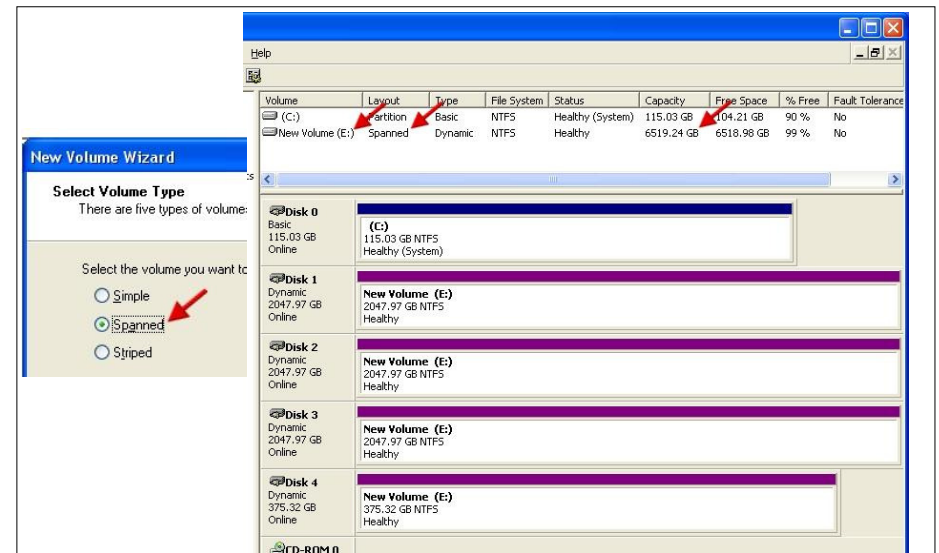 Help
Volume Layout Type File System Status Capacity Free Space % Free Fault Tolerance
(C:) Partition Basic NTFS Healthy (System) 115.03 GB 104.21 GB 90 % No
New Volume (E:) Spanned Dynamic NTFS Healthy 6519.24 GB 6518.98 GB 99 % No
New Volume Wizard
Select Volume Type
There are five types of volume
Select the volume you want to
Simple
Spanned
Striped
Disk 0
Basic
115.03 GB
Online
(C:)
115.03 GB NTFS
Healthy (System)
Disk 1
Dynamic
2047.97 GB
Online
New Volume (E:)
2047.97 GB NTFS
Healthy
Disk 2
Dynamic
2047.97 GB
Online
New Volume (E:)
2047.97 GB NTFS
Healthy
Disk 3
Dynamic
2047.97 GB
Online
New Volume (E:)
2047.97 GB NTFS
Healthy
Disk 4
Dynamic
375.32 GB
Online
New Volume (E:)
375.32 GB NTFS
Healthy
CD-ROM 0